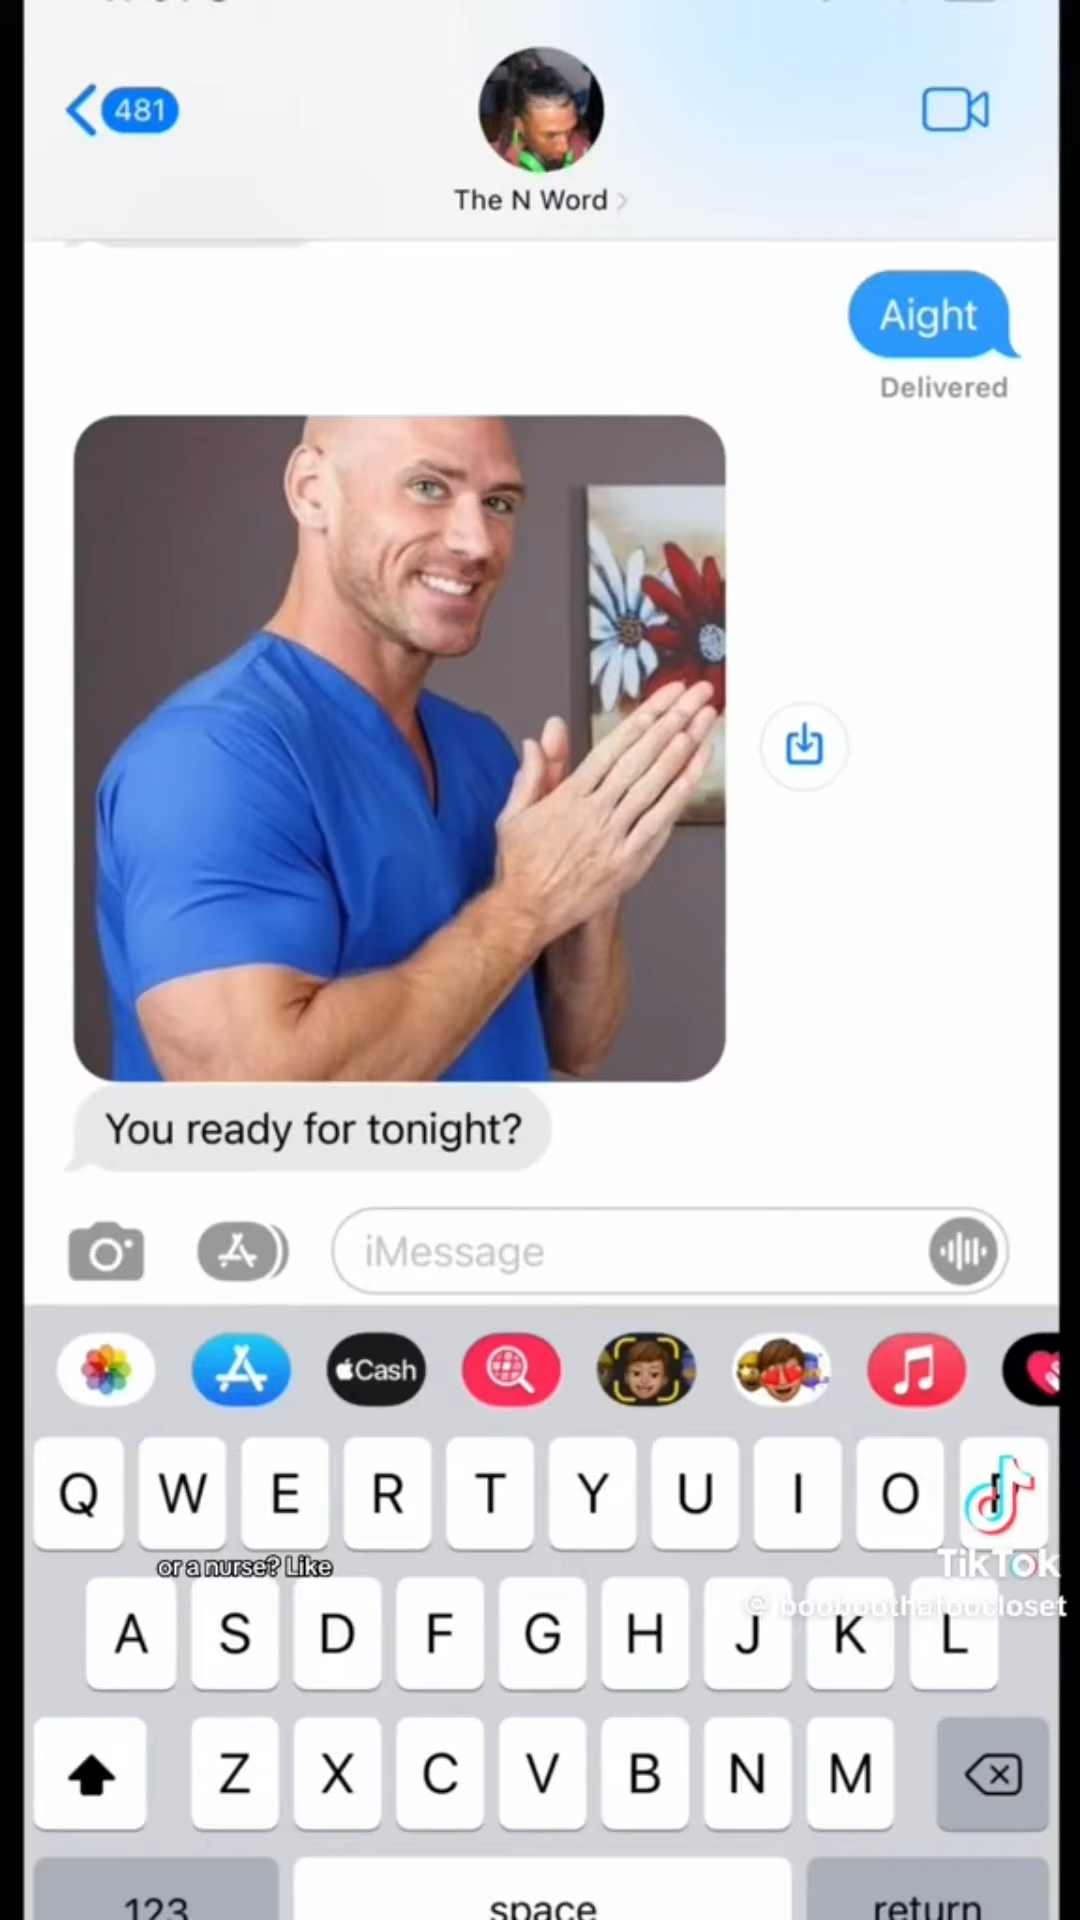 481
The N Word
Aight
Delivered
You ready for tonight?
iMessage
Cash
Q W E R T Y U I O
or a nurse? Like
TikTok
A S D F G H J K L
Z X C V B N M
123
space
return